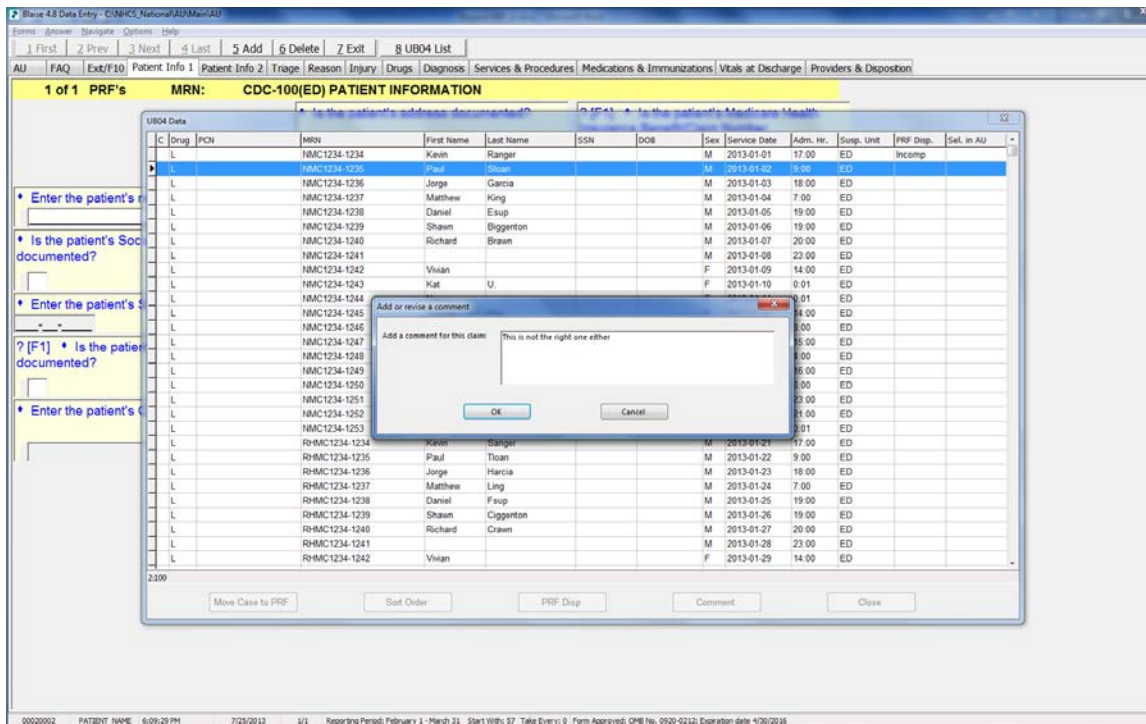 Blaise 4.8 Data Entry - C:\NHCS_National\AU\Main\AU
Forms Answer Navigate Options Help
1 First 2 Prev 3 Next 4 Last 5 Add 6 Delete 7 Exit 8 UB04 List
AU FAQ Ext/F10 Patient Info 1 Patient Info 2 Triage Reason Injury Drugs Diagnosis Services & Procedures Medications & Immunizations Vitals at Discharge Providers & Dispostion
1 of 1 PRF's MRN: CDC-100(ED) PATIENT INFORMATION
Is the patient's address documented? ? [F1] Is the patient's Medicare Health
UB04 Data
C Drug PCN MRN First Name Last Name SSN DOB Sex Service Date Adm. Hr. Susp. Unit PRF Disp. Sel. in AU
L NMC1234-1234 Kevin Ranger M 2013-01-01 17:00 ED Incomp
L NMC1234-1235 Paul Sloan M 2013-01-02 9:00 ED
L NMC1234-1236 Jorge Garcia M 2013-01-03 18:00 ED
L NMC1234-1237 Matthew King M 2013-01-04 7:00 ED
L NMC1234-1238 Daniel Esup M 2013-01-05 19:00 ED
L NMC1234-1239 Shawn Biggenton M 2013-01-06 19:00 ED
L NMC1234-1240 Richard Brawn M 2013-01-07 20:00 ED
L NMC1234-1241 M 2013-01-08 23:00 ED
L NMC1234-1242 Vivian F 2013-01-09 14:00 ED
L NMC1234-1243 Kat U. F 2013-01-10 0:01 ED
L NMC1234-1244 ED
L NMC1234-1245 ED
L NMC1234-1246 ED
L NMC1234-1247 ED
L NMC1234-1248 ED
L NMC1234-1249 ED
L NMC1234-1250 ED
L NMC1234-1251 ED
L NMC1234-1252 ED
L NMC1234-1253 ED
L RHMC1234-1234 Kevin Sanger M 2013-01-21 17:00 ED
L RHMC1234-1235 Paul Tloan M 2013-01-22 9:00 ED
L RHMC1234-1236 Jorge Harcia M 2013-01-23 18:00 ED
L RHMC1234-1237 Matthew Ling M 2013-01-24 7:00 ED
L RHMC1234-1238 Daniel Fsup M 2013-01-25 19:00 ED
L RHMC1234-1239 Shawn Ciggenton M 2013-01-26 19:00 ED
L RHMC1234-1240 Richard Crawn M 2013-01-27 20:00 ED
L RHMC1234-1241 M 2013-01-28 23:00 ED
L RHMC1234-1242 Vivian F 2013-01-29 14:00 ED
2:100
Move Case to PRF Sort Order PRF Disp Comment Close
Enter the patient's
Is the patient's Soc
documented?
Enter the patient's
? [F1] Is the patie
documented?
Enter the patient's
Add or revise a comment
Add a comment for this claim: This is not the right one either
OK Cancel
00020002 PATIENT NAME 6:09:29 PM 7/25/2013 1/1 Reporting Period: February 1 - March 31 Start With: 57 Take Every: 0 Form Approved: OMB No. 0920-0212; Expiration date 4/30/2016